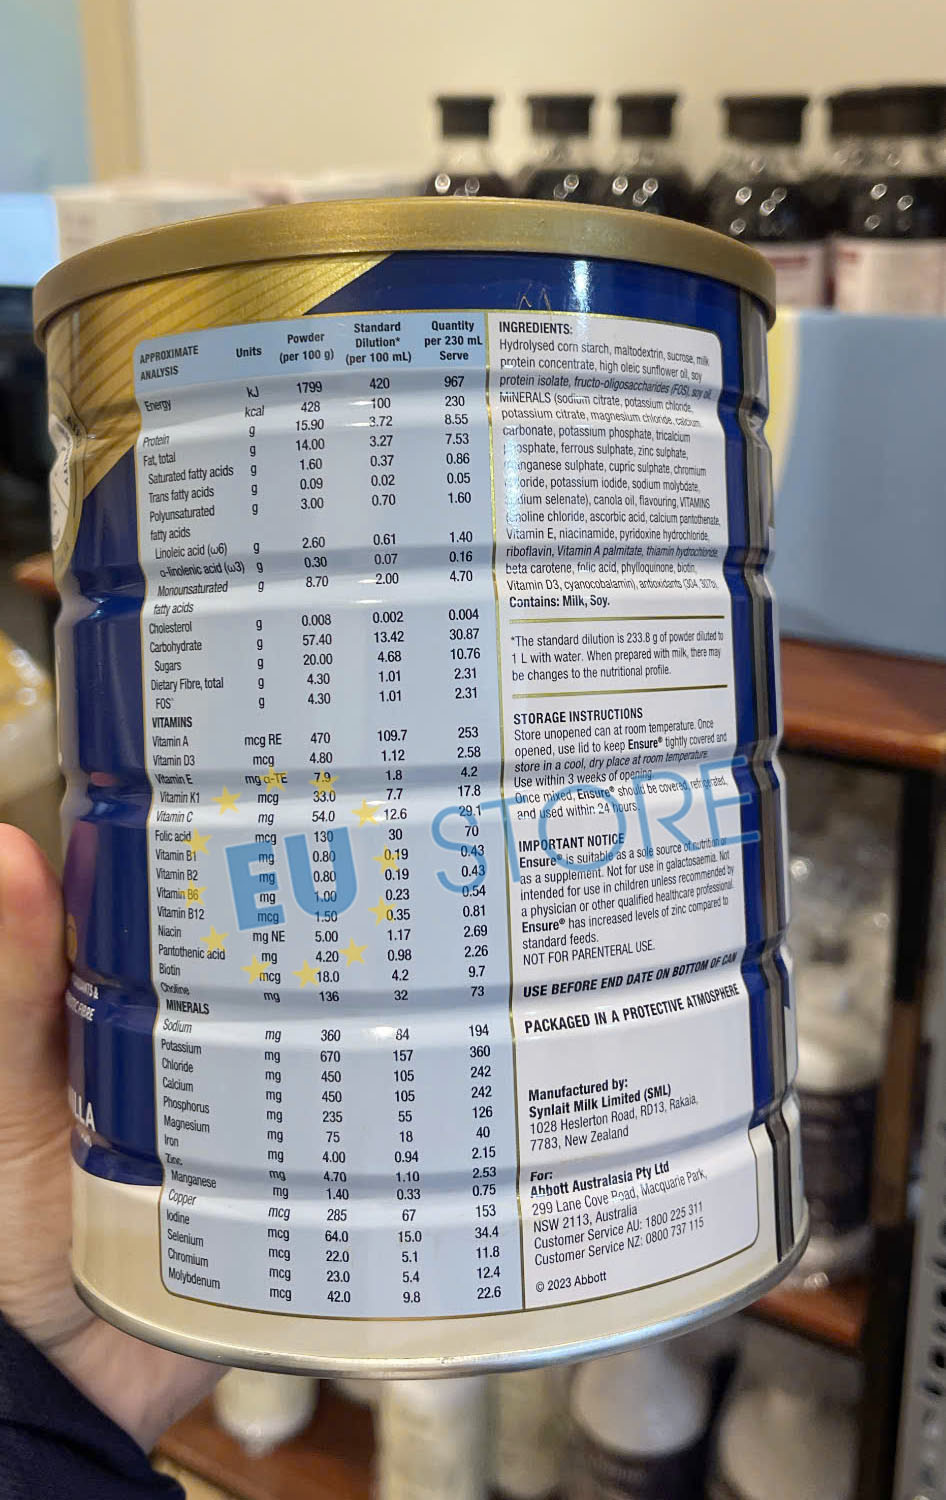 APPROXIMATE ANALYSIS Units Powder (per 100 g) Standard Dilution* (per 100 mL) Quantity per 230 mL Serve
Energy kJ 1799 420 967
kcal 428 100 230
Protein g 15.90 3.72 8.55
Fat, total g 14.00 3.27 7.53
Saturated fatty acids g 1.60 0.37 0.86
Trans fatty acids g 0.09 0.02 0.05
Polyunsaturated fatty acids g 3.00 0.70 1.60
Linoleic acid (ω6) g 2.60 0.61 1.40
α-linolenic acid (ω3) g 0.30 0.07 0.16
Monounsaturated fatty acids g 8.70 2.00 4.70
Cholesterol g 0.008 0.002 0.004
Carbohydrate g 57.40 13.42 30.87
Sugars g 20.00 4.68 10.76
Dietary Fibre, total g 4.30 1.01 2.31
FOS g 4.30 1.01 2.31
VITAMINS
Vitamin A mcg RE 470 109.7 253
Vitamin D3 mcg 4.80 1.12 2.58
Vitamin E mg α-TE 7.9 1.8 4.2
Vitamin K1 mcg 33.0 7.7 17.8
Vitamin C mg 54.0 12.6 29.1
Folic acid mcg 130 30 70
Vitamin B1 mg 0.80 0.19 0.43
Vitamin B2 mg 0.80 0.19 0.43
Vitamin B6 mg 1.00 0.23 0.54
Vitamin B12 mcg 1.50 0.35 0.81
Niacin mg NE 5.00 1.17 2.69
Pantothenic acid mg 4.20 0.98 2.26
Biotin mcg 18.0 4.2 9.7
Choline mg 136 32 73
MINERALS
Sodium mg 360 84 194
Potassium mg 670 157 360
Chloride mg 450 105 242
Calcium mg 450 105 242
Phosphorus mg 235 55 126
Magnesium mg 75 18 40
Iron mg 4.00 0.94 2.15
Zinc mg 4.70 1.10 2.53
Manganese mg 1.40 0.33 0.75
Copper mcg 285 67 153
Iodine mcg 64.0 15.0 34.4
Selenium mcg 22.0 5.1 11.8
Chromium mcg 23.0 5.4 12.4
Molybdenum mcg 42.0 9.8 22.6
INGREDIENTS:
Hydrolysed corn starch, maltodextrin, sucrose, milk
protein concentrate, high oleic sunflower oil, soy
protein isolate, fructo-oligosaccharides (FOS), soy oil,
MINERALS (sodium citrate, potassium chloride,
potassium citrate, magnesium chloride, calcium
carbonate, potassium phosphate, tricalcium
phosphate, ferrous sulphate, zinc sulphate,
manganese sulphate, cupric sulphate, chromium
chloride, potassium iodide, sodium molybdate,
sodium selenate), canola oil, flavouring, VITAMINS
(choline chloride, ascorbic acid, calcium pantothenate,
Vitamin E, niacinamide, pyridoxine hydrochloride,
riboflavin, Vitamin A palmitate, thiamin hydrochloride,
beta carotene, folic acid, phylloquinone, biotin,
Vitamin D3, cyanocobalamin), antioxidants (304, 307b).
Contains: Milk, Soy.
*The standard dilution is 233.8 g of powder diluted to
1 L with water. When prepared with milk, there may
be changes to the nutritional profile.
STORAGE INSTRUCTIONS
Store unopened can at room temperature. Once
opened, use lid to keep Ensure® tightly covered and
store in a cool, dry place at room temperature.
Use within 3 weeks of opening.
Once mixed, Ensure® should be covered, refrigerated,
and used within 24 hours.
IMPORTANT NOTICE
Ensure® is suitable as a sole source of nutrition or
as a supplement. Not for use in galactosaemia. Not
intended for use in children unless recommended by
a physician or other qualified healthcare professional.
Ensure® has increased levels of zinc compared to
standard feeds.
NOT FOR PARENTERAL USE.
USE BEFORE END DATE ON BOTTOM OF CAN
PACKAGED IN A PROTECTIVE ATMOSPHERE
Manufactured by:
Synlait Milk Limited (SML)
1028 Heslerton Road, RD13, Rakaia,
7783, New Zealand
For:
Abbott Australasia Pty Ltd
299 Lane Cove Road, Macquarie Park,
NSW 2113, Australia
Customer Service AU: 1800 225 311
Customer Service NZ: 0800 737 115
© 2023 Abbott
EU STORE